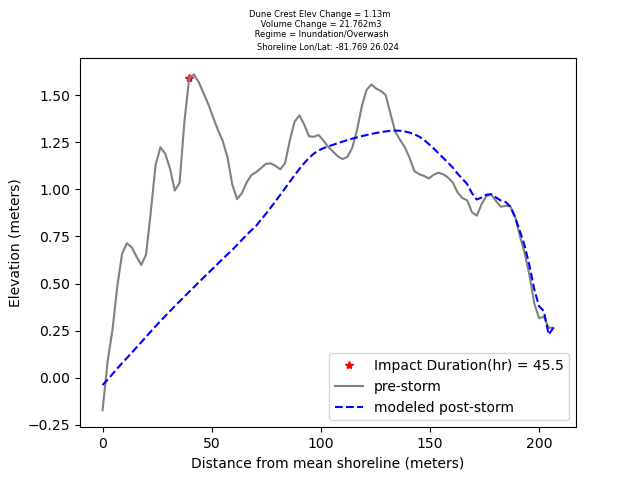 Dune Crest Elev Change = 1.13m
Volume Change = 21.762m3
Regime = Inundation/Overwash
Shoreline Lon/Lat: -81.769 26.024
Elevation (meters)
1.50
1.25
1.00
0.75
0.50
0.25
0.00
−0.25
0
50
100
150
200
Distance from mean shoreline (meters)
Impact Duration(hr) = 45.5
pre-storm
modeled post-storm